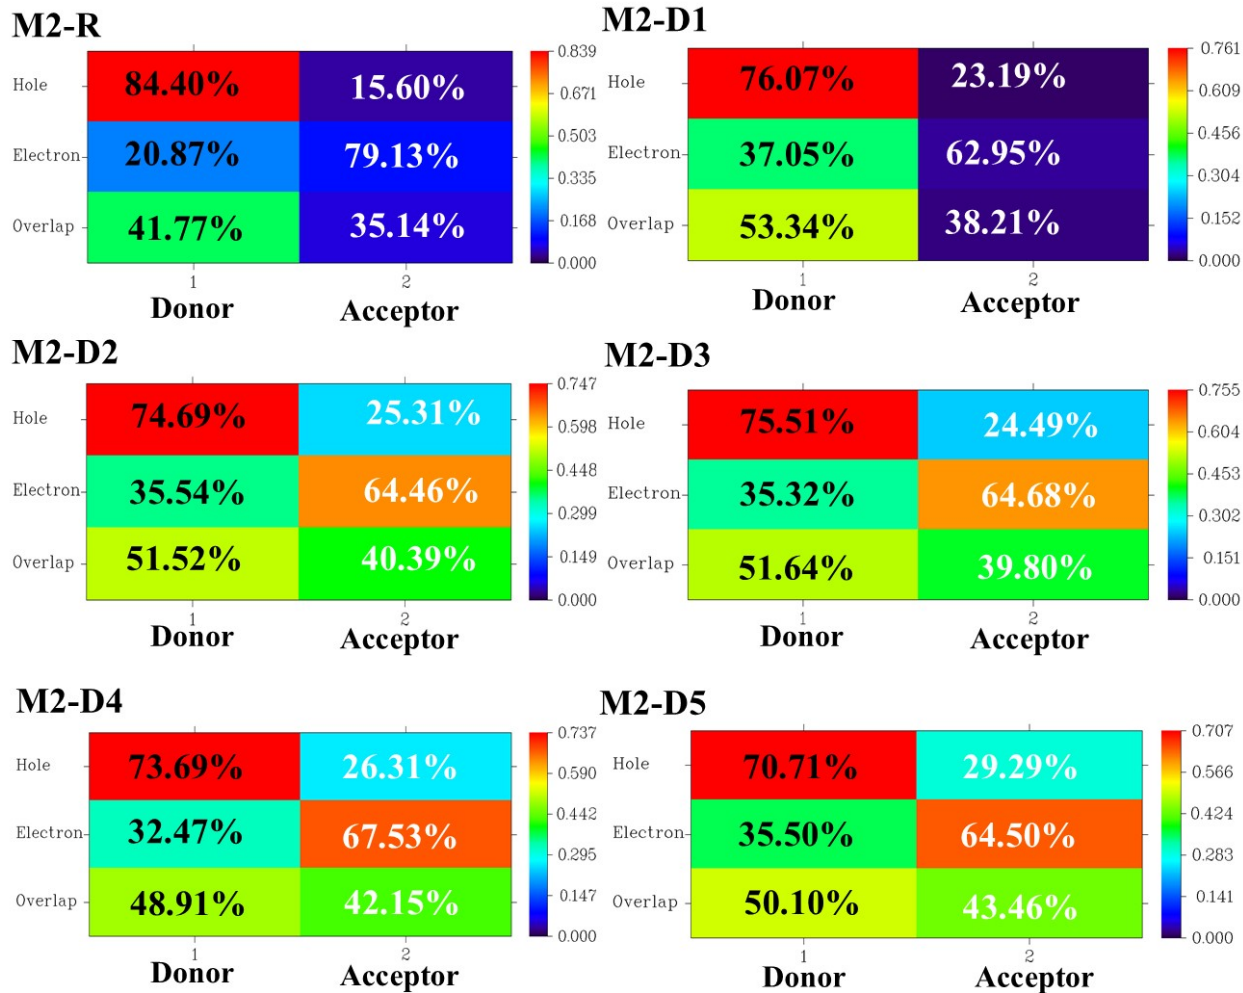 M2-R
Hole 84.40% 15.60%
Electron 20.87% 79.13%
Overlap 41.77% 35.14%
1 2
Donor Acceptor
0.839
0.671
0.503
0.335
0.168
0.000
M2-D1
Hole 76.07% 23.19%
Electron 37.05% 62.95%
Overlap 53.34% 38.21%
1 2
Donor Acceptor
0.761
0.609
0.456
0.304
0.152
0.000
M2-D2
Hole 74.69% 25.31%
Electron 35.54% 64.46%
Overlap 51.52% 40.39%
1 2
Donor Acceptor
0.747
0.598
0.448
0.299
0.149
0.000
M2-D3
Hole 75.51% 24.49%
Electron 35.32% 64.68%
Overlap 51.64% 39.80%
1 2
Donor Acceptor
0.755
0.604
0.453
0.302
0.151
0.000
M2-D4
Hole 73.69% 26.31%
Electron 32.47% 67.53%
Overlap 48.91% 42.15%
1 2
Donor Acceptor
0.737
0.590
0.442
0.295
0.147
0.000
M2-D5
Hole 70.71% 29.29%
Electron 35.50% 64.50%
Overlap 50.10% 43.46%
1 2
Donor Acceptor
0.707
0.566
0.424
0.283
0.141
0.000